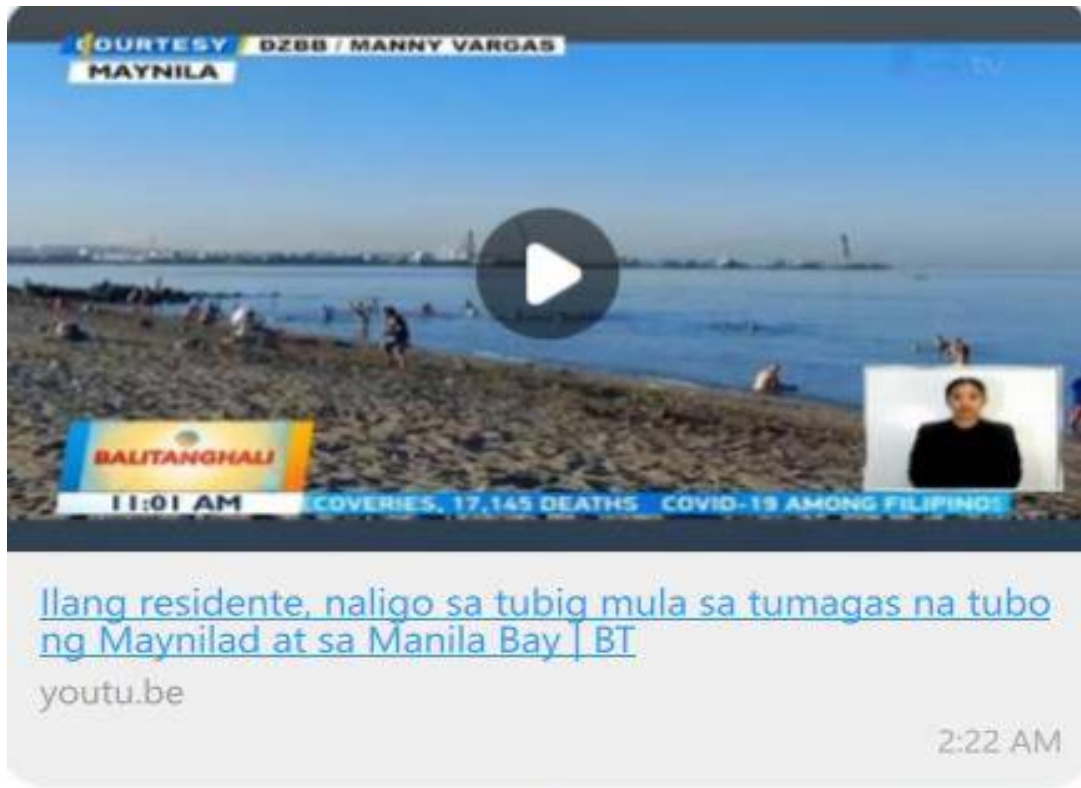 COURTESY DZBB / MANNY VARGAS
MAYNILA
tv
BALITANGHALI
11:01 AM COVERIES, 17,145 DEATHS COVID-19 AMONG FILIPINOS
Ilang residente, naligo sa tubig mula sa tumagas na tubo
ng Maynilad at sa Manila Bay | BT
youtu.be
2:22 AM